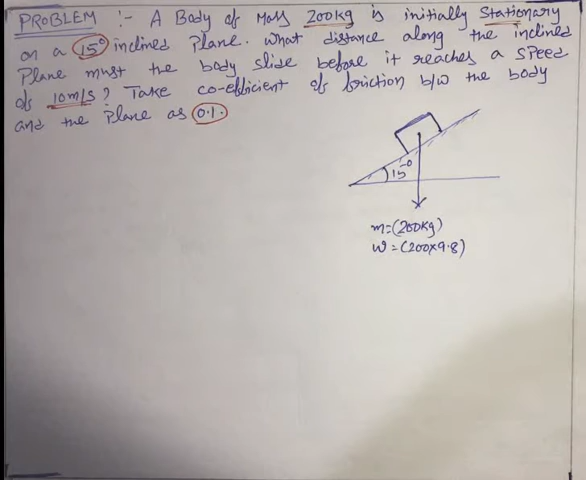 PROBLEM :- A Body of Mass 200kg is initially Stationary
on a 15° inclined Plane. What distance along the inclined
Plane must the body slide before it reaches a speed
of 10m/s? Take co-efficient of friction b/w the body
and the Plane as 0.1.
15°
m=(200kg)
W=(200x9.8)